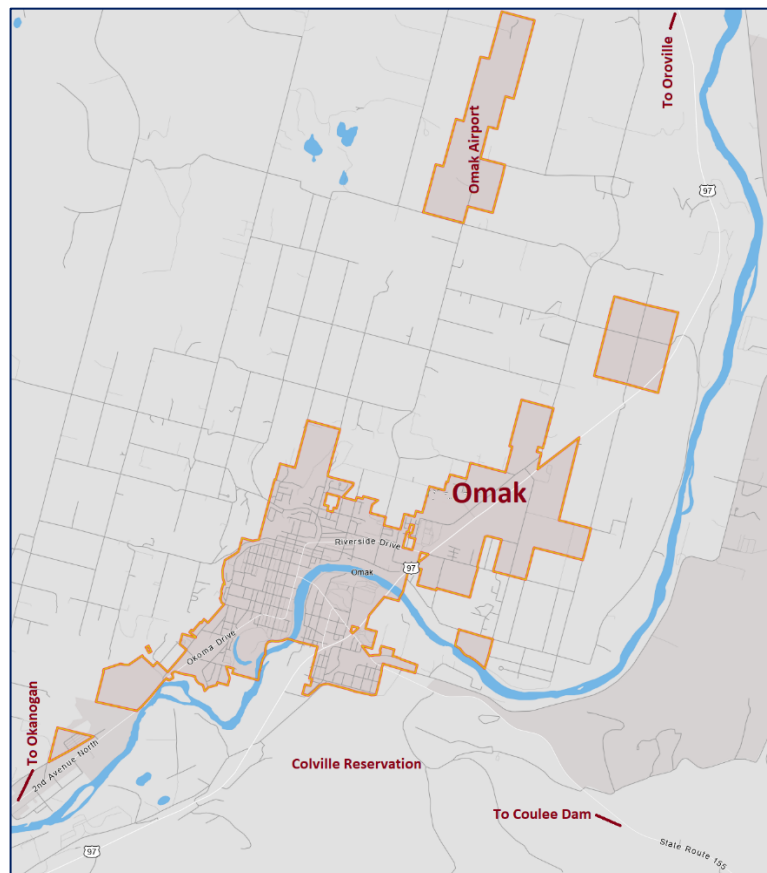 To Oroville
Omak Airport
97
Omak
Riverside Drive
97
Omak
Okoma Drive
To Okanogan
2nd Avenue North
Colville Reservation
To Coulee Dam
State Route 155
97